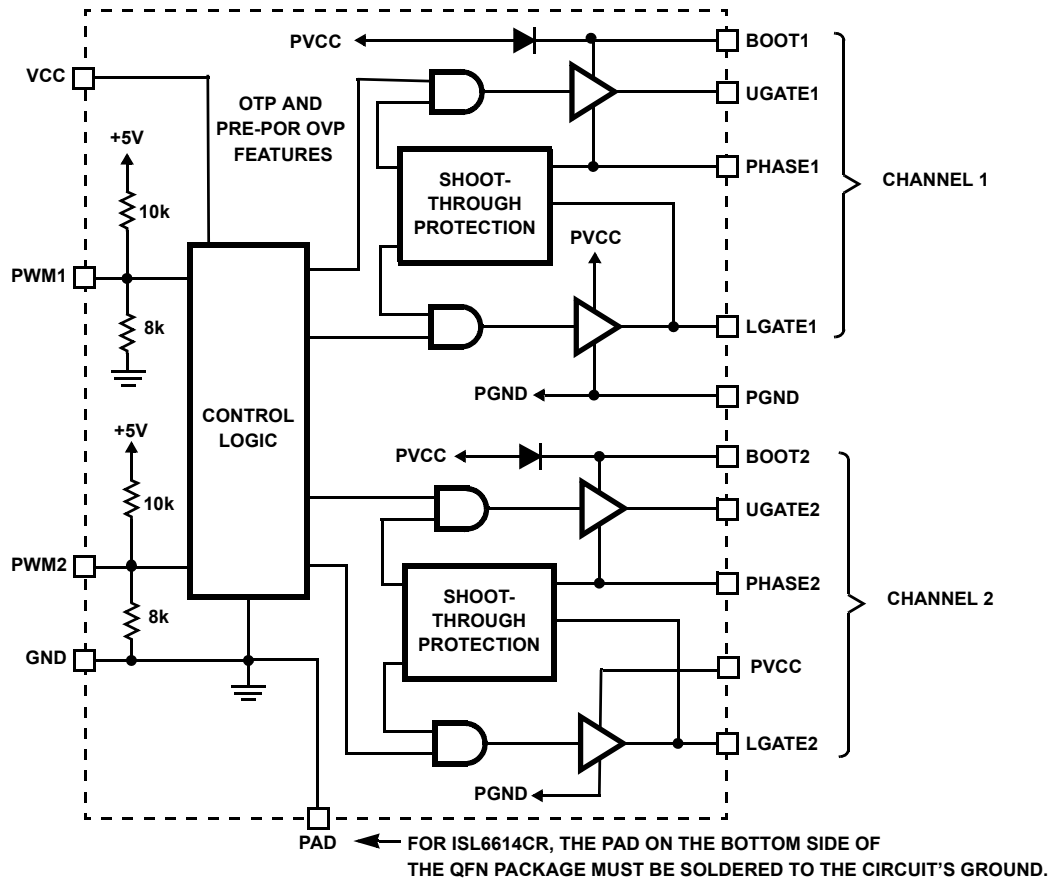 PVCC
BOOT1
VCC
OTP AND
PRE-POR OVP
FEATURES
UGATE1
+5V
10k
SHOOT-
THROUGH
PROTECTION
PHASE1
CHANNEL 1
PVCC
PWM1
8k
LGATE1
PGND
PGND
CONTROL
LOGIC
+5V
PVCC
BOOT2
10k
UGATE2
PWM2
SHOOT-
THROUGH
PROTECTION
PHASE2
CHANNEL 2
8k
GND
PVCC
LGATE2
PGND
PAD
FOR ISL6614CR, THE PAD ON THE BOTTOM SIDE OF
THE QFN PACKAGE MUST BE SOLDERED TO THE CIRCUIT'S GROUND.